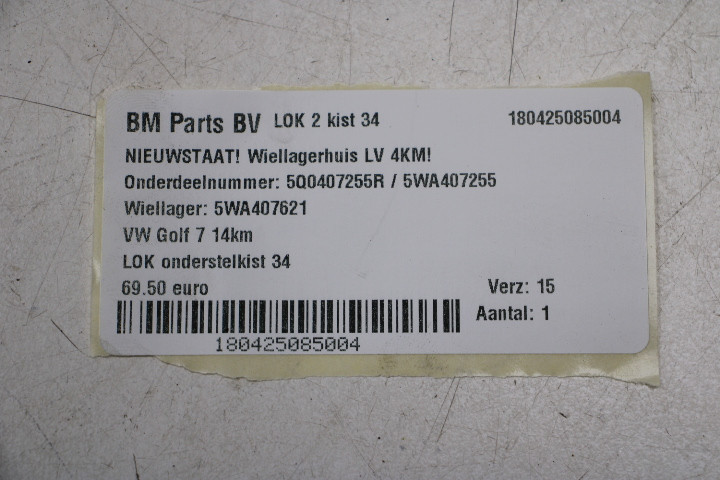 BM Parts BV LOK 2 kist 34 180425085004
NIEUWSTAAT! Wiellagerhuis LV 4KM!
Onderdeelnummer: 5Q0407255R / 5WA407255
Wiellager: 5WA407621
VW Golf 7 14km
LOK onderstelkist 34
69.50 euro Verz: 15
Aantal: 1
180425085004